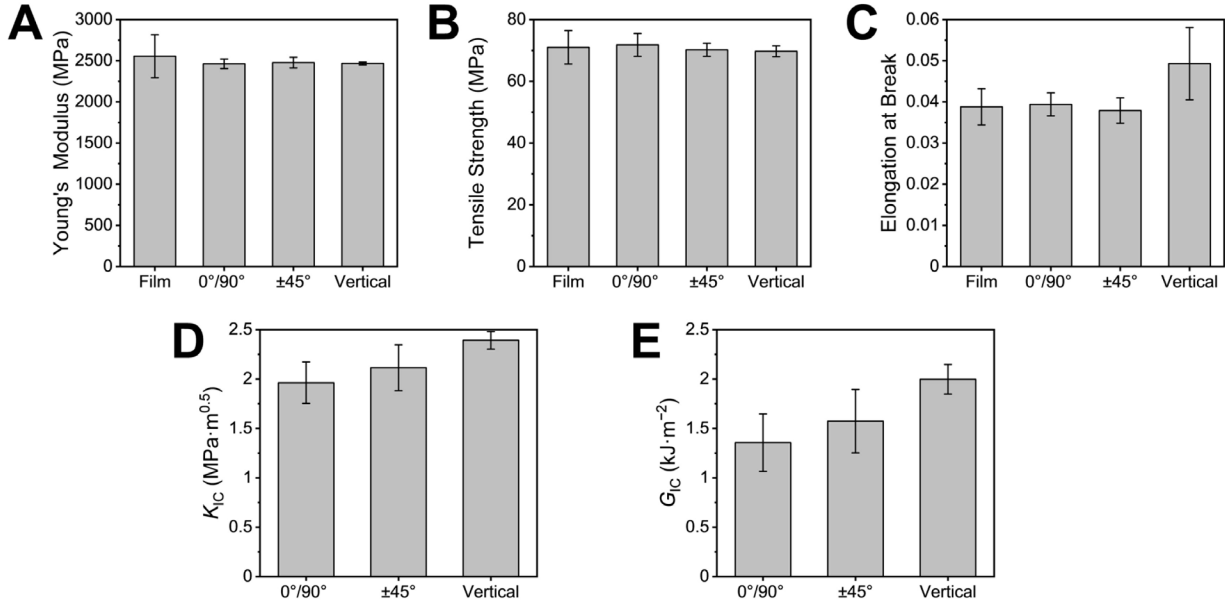 A
Young's Modulus (MPa)
3000
2500
2000
1500
1000
500
0
Film 0°/90° ±45° Vertical
B
Tensile Strength (MPa)
80
60
40
20
0
Film 0°/90° ±45° Vertical
C
Elongation at Break
0.06
0.05
0.04
0.03
0.02
0.01
0
Film 0°/90° ±45° Vertical
D
K_IC (MPa·m^0.5)
2.5
2
1.5
1
0.5
0
0°/90° ±45° Vertical
E
G_IC (kJ·m^−2)
2.5
2
1.5
1
0.5
0
0°/90° ±45° Vertical